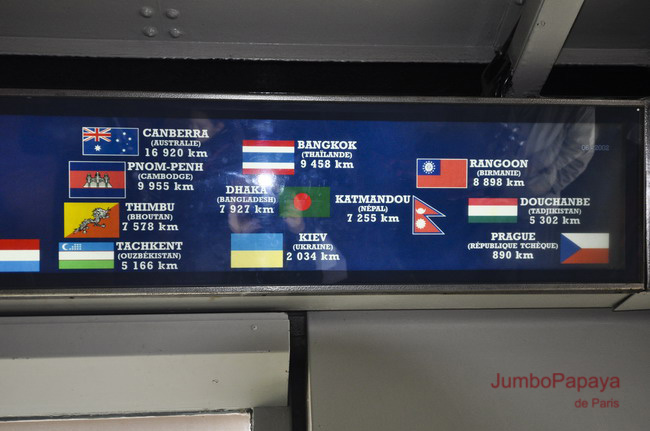 CANBERRA
(AUSTRALIE)
16 920 km
BANGKOK
(THAÏLANDE)
9 458 km
PNOM-PENH
(CAMBODGE)
9 955 km
RANGOON
(BIRMANIE)
8 898 km
DHAKA
(BANGLADESH)
7 927 km
KATMANDOU
(NÉPAL)
7 255 km
THIMBU
(BHOUTAN)
7 578 km
DOUCHANBE
(TADJIKISTAN)
5 302 km
TACHKENT
(OUZBÉKISTAN)
5 166 km
KIEV
(UKRAINE)
2 034 km
PRAGUE
(RÉPUBLIQUE TCHÈQUE)
890 km
JumboPapaya
de Paris